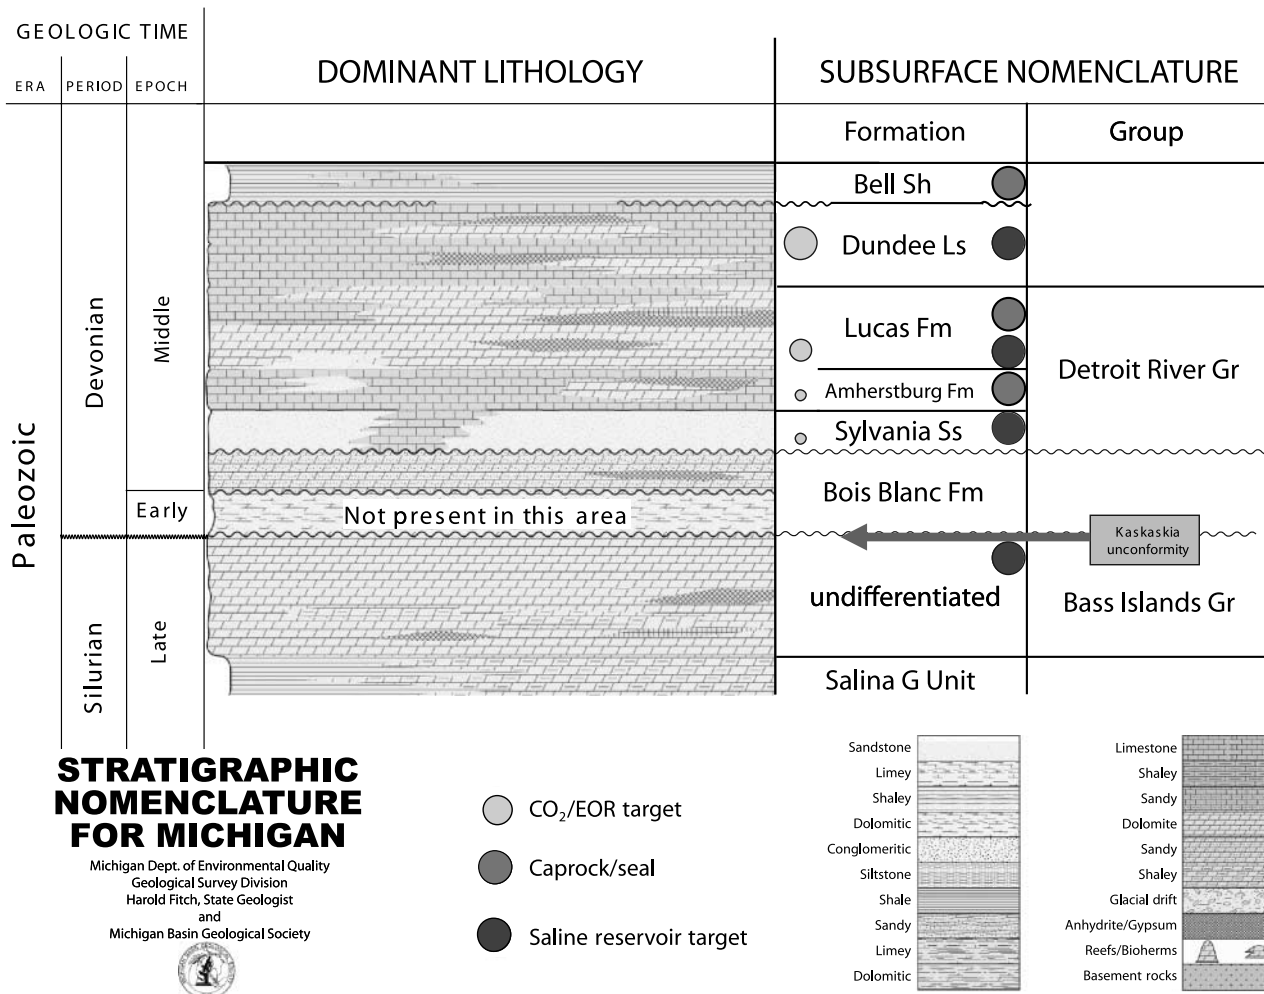 GEOLOGIC TIME
ERA
PERIOD
EPOCH
DOMINANT LITHOLOGY
SUBSURFACE NOMENCLATURE
Formation
Group
Paleozoic
Devonian
Silurian
Middle
Early
Late
Not present in this area
Bell Sh
Dundee Ls
Lucas Fm
Amherstburg Fm
Sylvania Ss
Bois Blanc Fm
undifferentiated
Salina G Unit
Detroit River Gr
Kaskaskia
unconformity
Bass Islands Gr
STRATIGRAPHIC
NOMENCLATURE
FOR MICHIGAN
Michigan Dept. of Environmental Quality
Geological Survey Division
Harold Fitch, State Geologist
and
Michigan Basin Geological Society
CO₂/EOR target
Caprock/seal
Saline reservoir target
Sandstone
Limey
Shaley
Dolomitic
Conglomeritic
Siltstone
Shale
Sandy
Limey
Dolomitic
Limestone
Shaley
Sandy
Dolomite
Sandy
Shaley
Glacial drift
Anhydrite/Gypsum
Reefs/Bioherms
Basement rocks